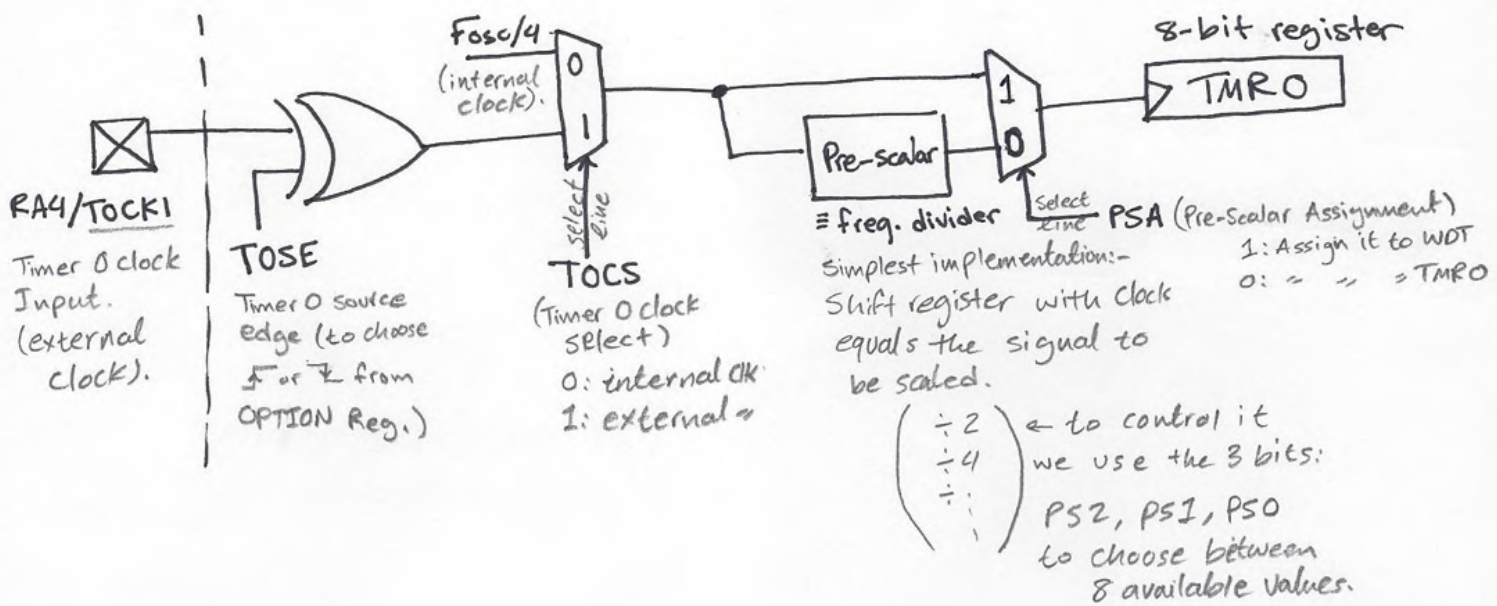 RA4/TOCKI
Timer 0 clock
Input.
(external
clock).
TOSE
Timer 0 source
edge (to choose
or from
OPTION Reg.)
Fosc/4
(internal
clock).
0
1
select
line
TOCS
(Timer 0 clock
select)
0: internal clk
1: external "
Pre-scalar
≡ freq. divider
simplest implementation:-
Shift register with clock
equals the signal to
be scaled.
÷ 2
÷ 4
÷
← to control it
we use the 3 bits:
PS2, PS1, PS0
to choose between
8 available values.
1
0
select
line
PSA (Pre-Scalar Assignment)
1: Assign it to WDT
0: " " " TMRO
8-bit register
TMRO